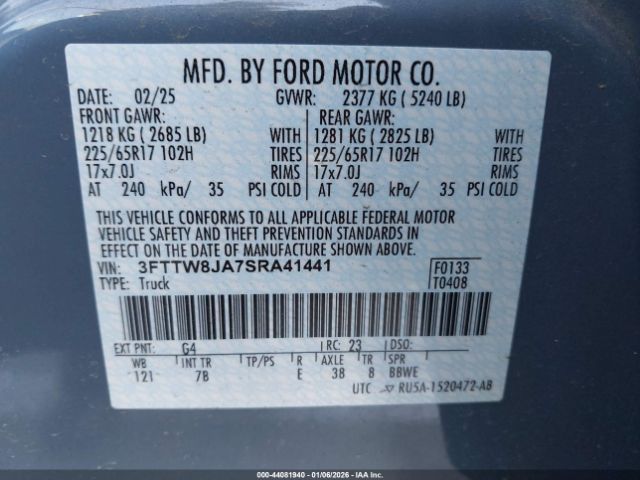 MFD. BY FORD MOTOR CO.
DATE: 02/25 GVWR: 2377 KG ( 5240 LB)
FRONT GAWR: REAR GAWR:
1218 KG ( 2685 LB) WITH 1281 KG ( 2825 LB) WITH
225/65R17 102H TIRES 225/65R17 102H TIRES
17x7.0J RIMS 17x7.0J RIMS
AT 240 kPa/ 35 PSI COLD AT 240 kPa/ 35 PSI COLD
THIS VEHICLE CONFORMS TO ALL APPLICABLE FEDERAL MOTOR
VEHICLE SAFETY AND THEFT PREVENTION STANDARDS IN
EFFECT ON THE DATE OF MANUFACTURE SHOWN ABOVE.
VIN: 3FTTW8JA7SRA41441 F0133
TYPE: Truck T0408
EXT PNT: G4 RC: 23 DSO:
WB INT TR TP/PS R AXLE TR SPR
121 7B E 38 8 BBWE
UTC RU5A-1520472-AB
000-44081940 - 01/06/2026 - IAA Inc.